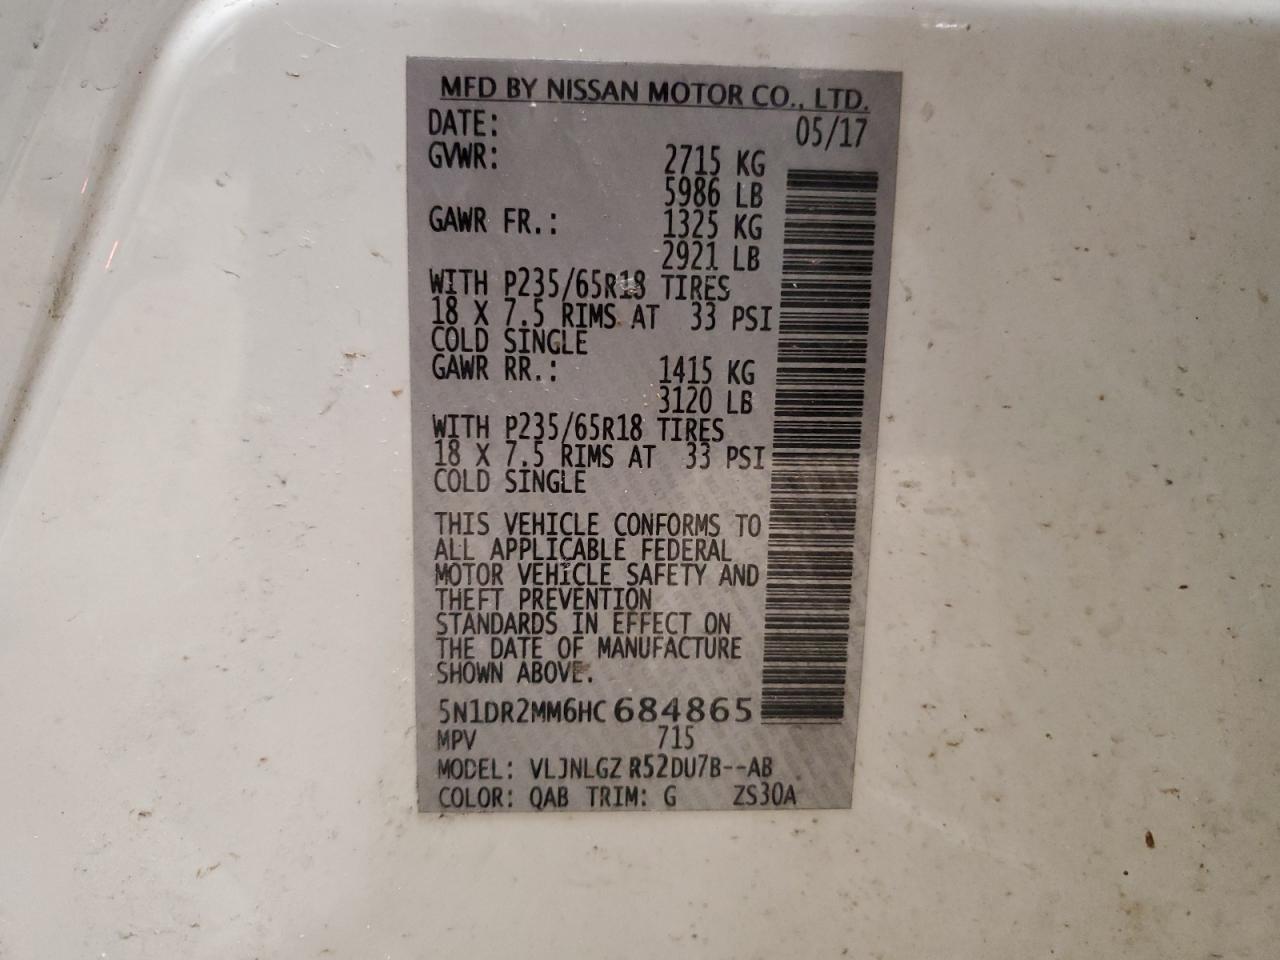 MFD BY NISSAN MOTOR CO., LTD.
DATE: 05/17
GVWR: 2715 KG
5986 LB
GAWR FR.: 1325 KG
2921 LB
WITH P235/65R18 TIRES
18 X 7.5 RIMS AT 33 PSI
COLD SINGLE
GAWR RR.: 1415 KG
3120 LB
WITH P235/65R18 TIRES
18 X 7.5 RIMS AT 33 PSI
COLD SINGLE
THIS VEHICLE CONFORMS TO
ALL APPLICABLE FEDERAL
MOTOR VEHICLE SAFETY AND
THEFT PREVENTION
STANDARDS IN EFFECT ON
THE DATE OF MANUFACTURE
SHOWN ABOVE.
5N1DR2MM6HC684865
MPV 715
MODEL: VLJNLGZ R52DU7B--AB
COLOR: QAB TRIM: G ZS30A